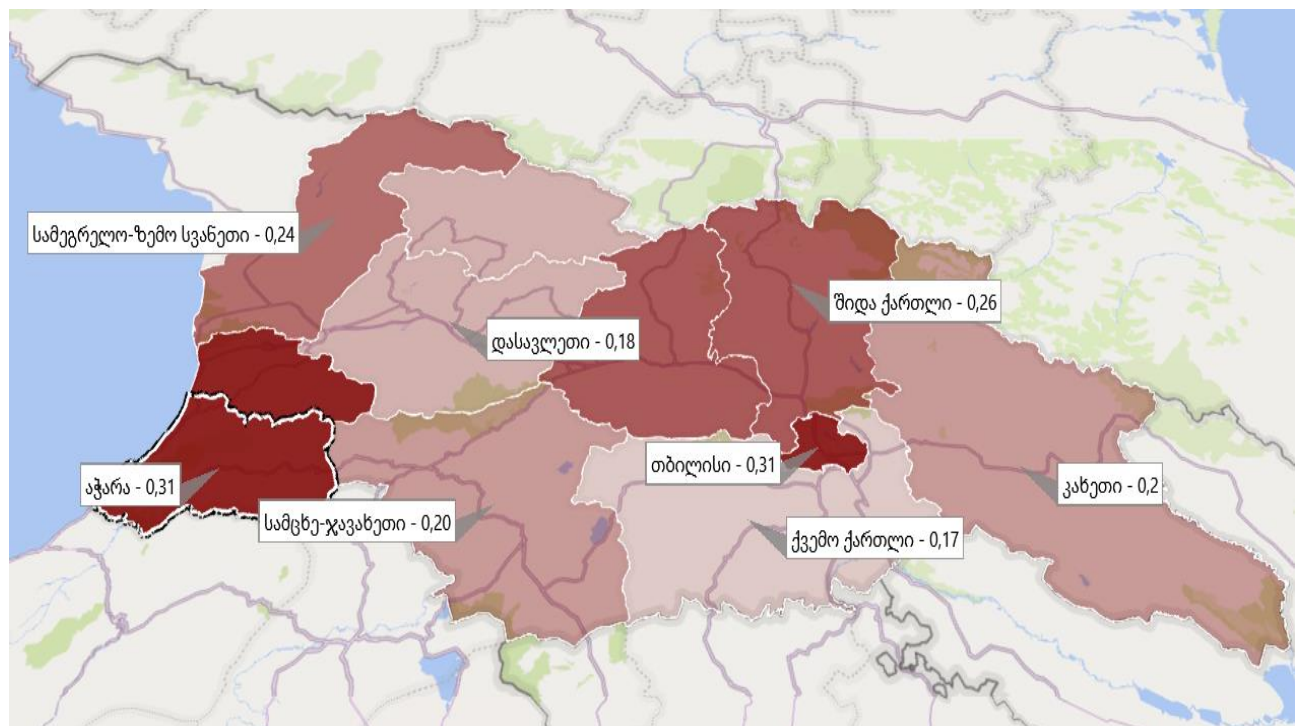 სამეგრელო-ზემო სვანეთი - 0,24
შიდა ქართლი - 0,26
დასავლეთი - 0,18
თბილისი - 0,31
აჭარა - 0,31
კახეთი - 0,2
სამცხე-ჯავახეთი - 0,20
ქვემო ქართლი - 0,17